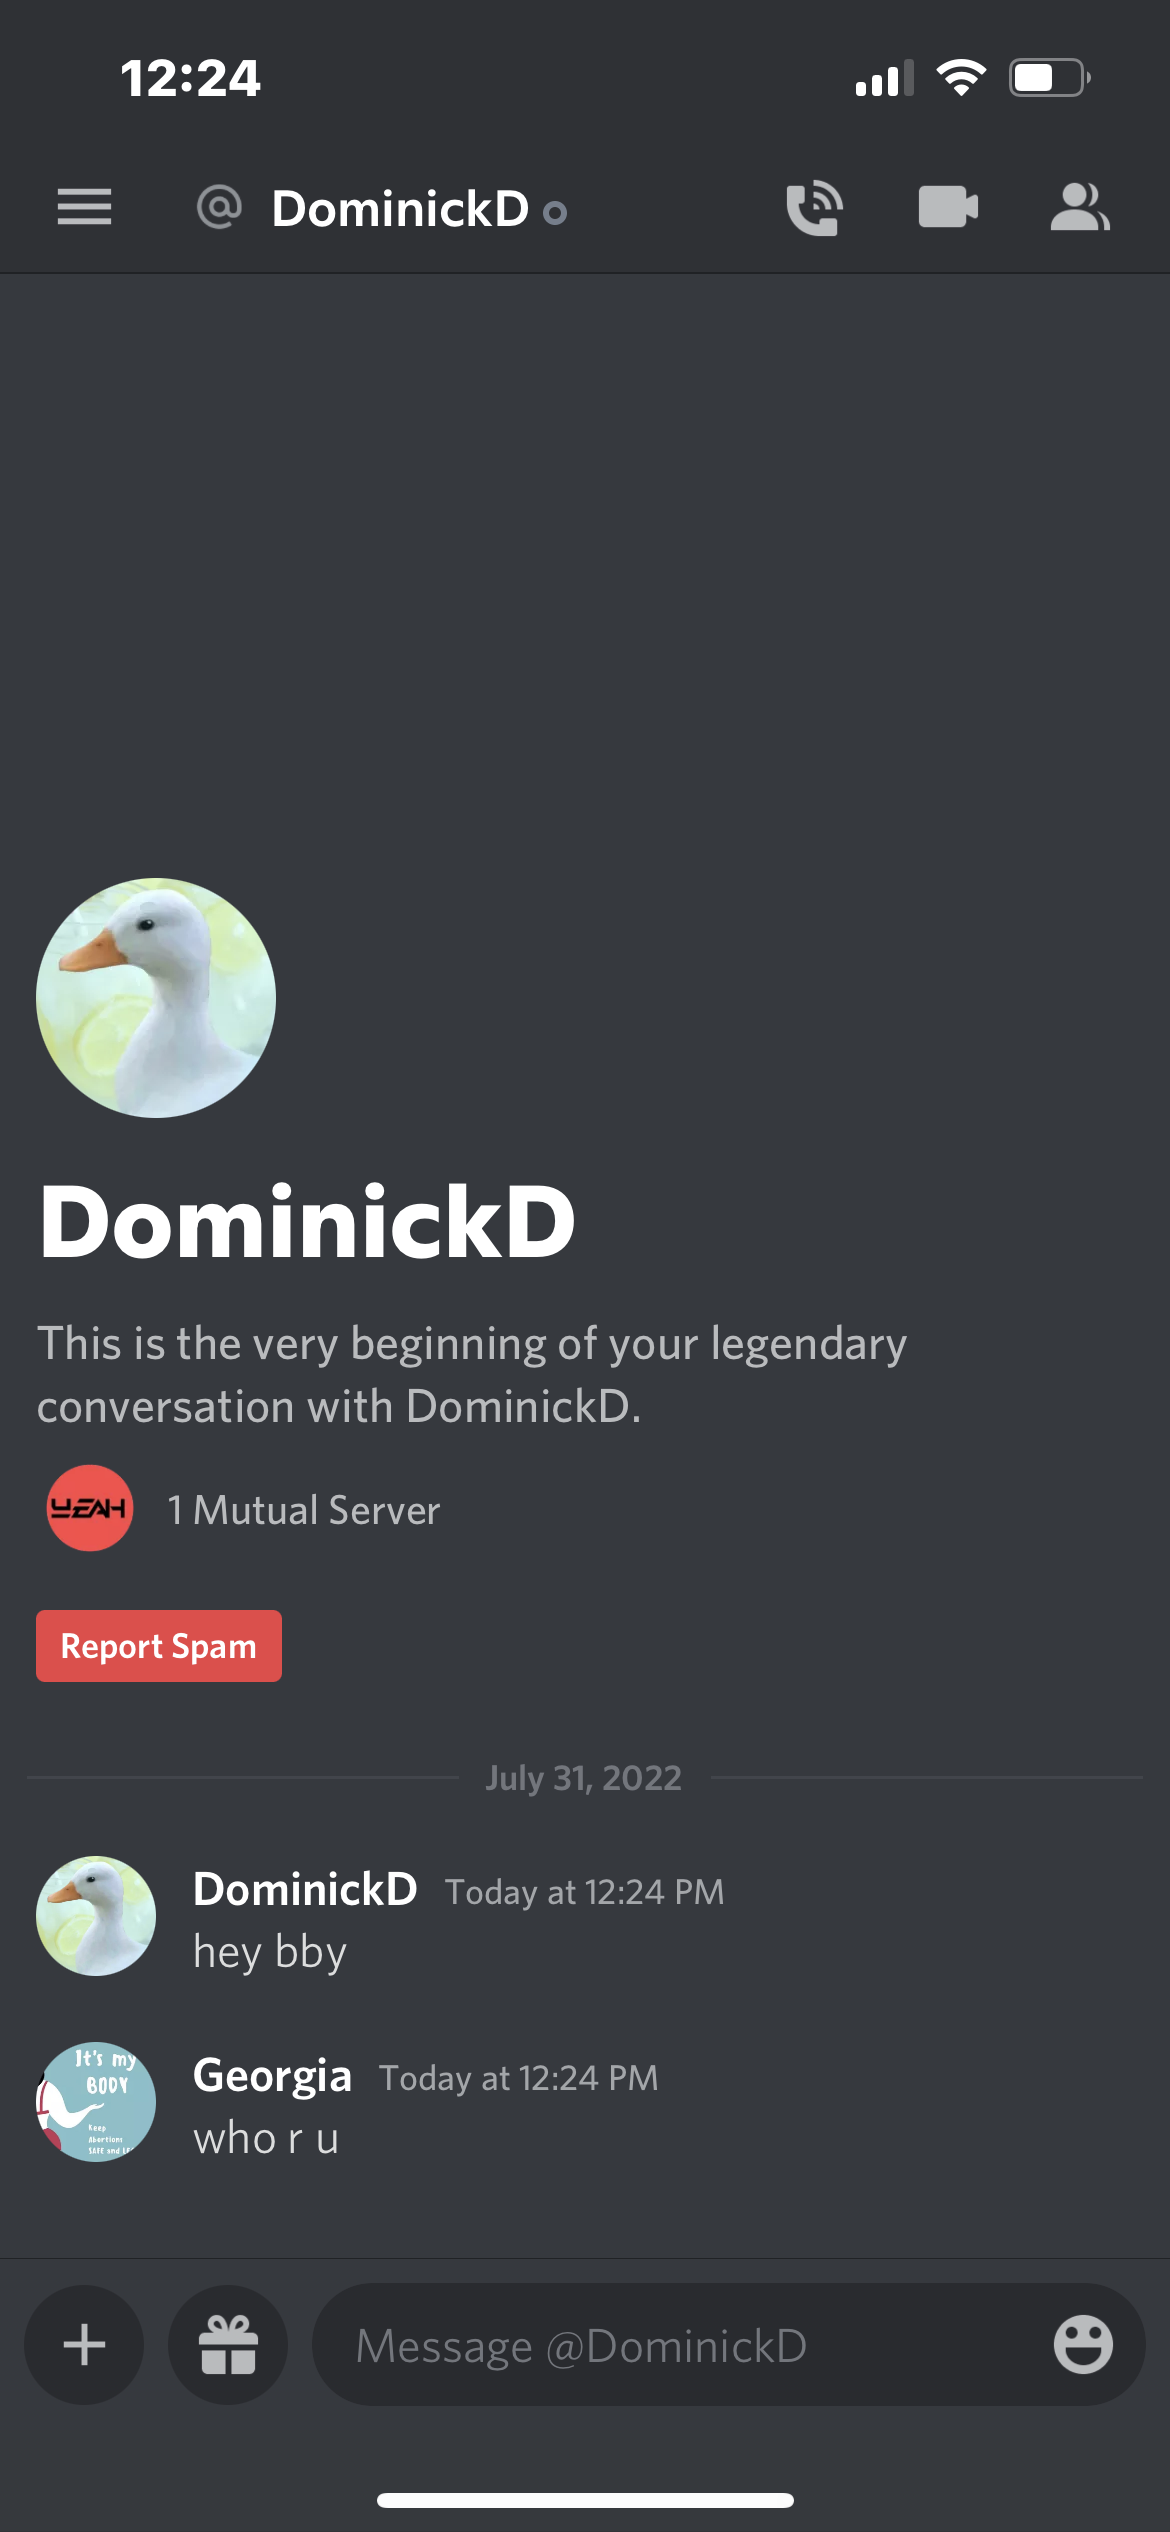 12:24
@ DominickD
DominickD
This is the very beginning of your legendary
conversation with DominickD.
YEAH
1 Mutual Server
Report Spam
July 31, 2022
DominickD Today at 12:24 PM
hey bby
It's my
BODY
Keep
Abortions
SAFE and
Georgia Today at 12:24 PM
who r u
Message @DominickD